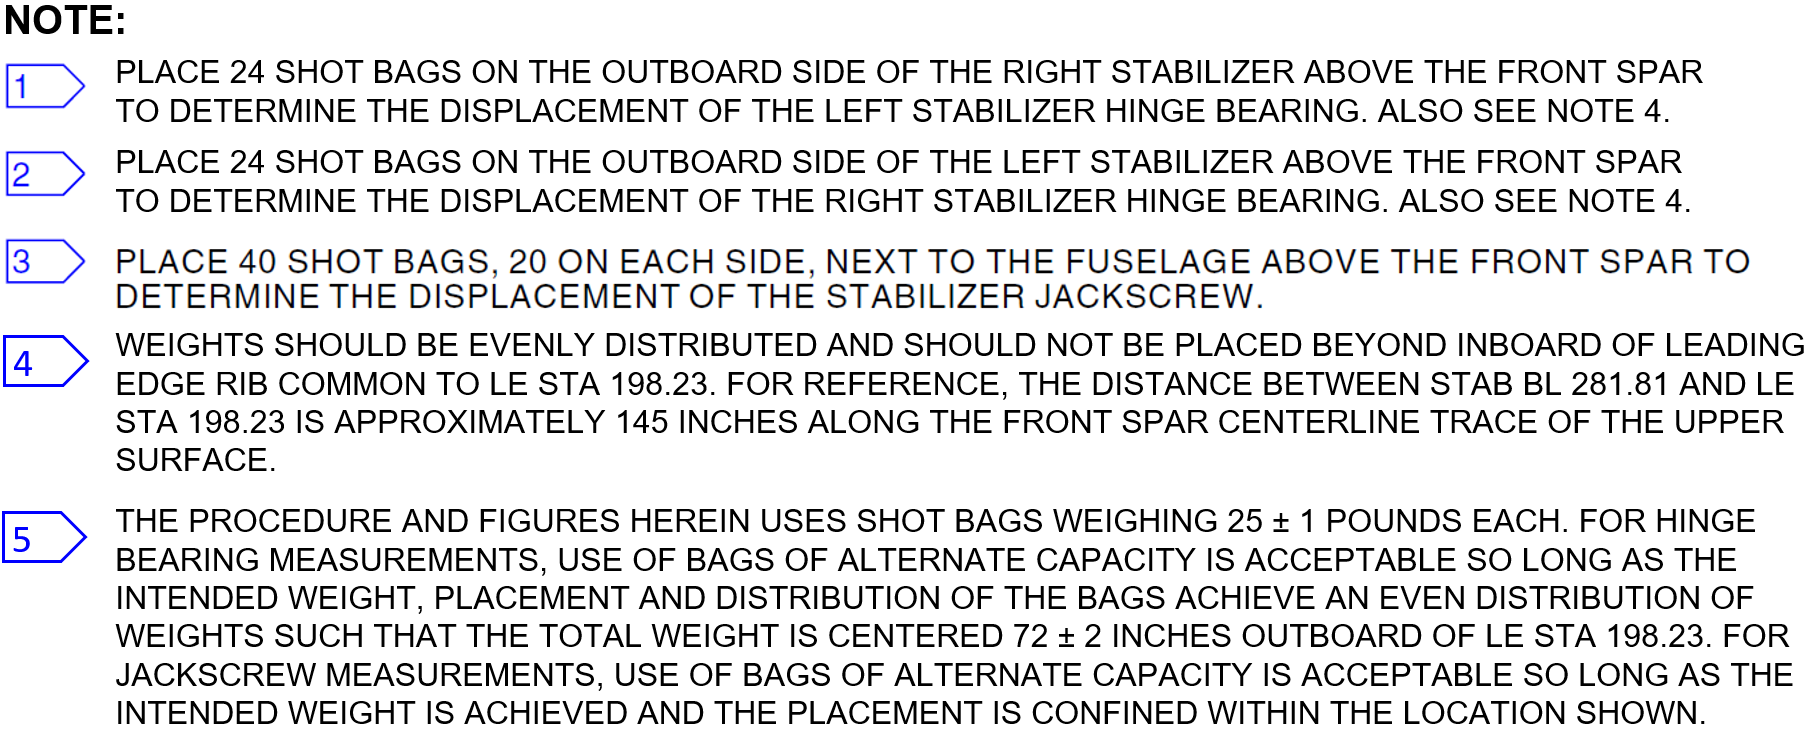 NOTE:
1 PLACE 24 SHOT BAGS ON THE OUTBOARD SIDE OF THE RIGHT STABILIZER ABOVE THE FRONT SPAR
TO DETERMINE THE DISPLACEMENT OF THE LEFT STABILIZER HINGE BEARING. ALSO SEE NOTE 4.
2 PLACE 24 SHOT BAGS ON THE OUTBOARD SIDE OF THE LEFT STABILIZER ABOVE THE FRONT SPAR
TO DETERMINE THE DISPLACEMENT OF THE RIGHT STABILIZER HINGE BEARING. ALSO SEE NOTE 4.
3 PLACE 40 SHOT BAGS, 20 ON EACH SIDE, NEXT TO THE FUSELAGE ABOVE THE FRONT SPAR TO
DETERMINE THE DISPLACEMENT OF THE STABILIZER JACKSCREW.
4 WEIGHTS SHOULD BE EVENLY DISTRIBUTED AND SHOULD NOT BE PLACED BEYOND INBOARD OF LEADING
EDGE RIB COMMON TO LE STA 198.23. FOR REFERENCE, THE DISTANCE BETWEEN STAB BL 281.81 AND LE
STA 198.23 IS APPROXIMATELY 145 INCHES ALONG THE FRONT SPAR CENTERLINE TRACE OF THE UPPER
SURFACE.
5 THE PROCEDURE AND FIGURES HEREIN USES SHOT BAGS WEIGHING 25 ± 1 POUNDS EACH. FOR HINGE
BEARING MEASUREMENTS, USE OF BAGS OF ALTERNATE CAPACITY IS ACCEPTABLE SO LONG AS THE
INTENDED WEIGHT, PLACEMENT AND DISTRIBUTION OF THE BAGS ACHIEVE AN EVEN DISTRIBUTION OF
WEIGHTS SUCH THAT THE TOTAL WEIGHT IS CENTERED 72 ± 2 INCHES OUTBOARD OF LE STA 198.23. FOR
JACKSCREW MEASUREMENTS, USE OF BAGS OF ALTERNATE CAPACITY IS ACCEPTABLE SO LONG AS THE
INTENDED WEIGHT IS ACHIEVED AND THE PLACEMENT IS CONFINED WITHIN THE LOCATION SHOWN.